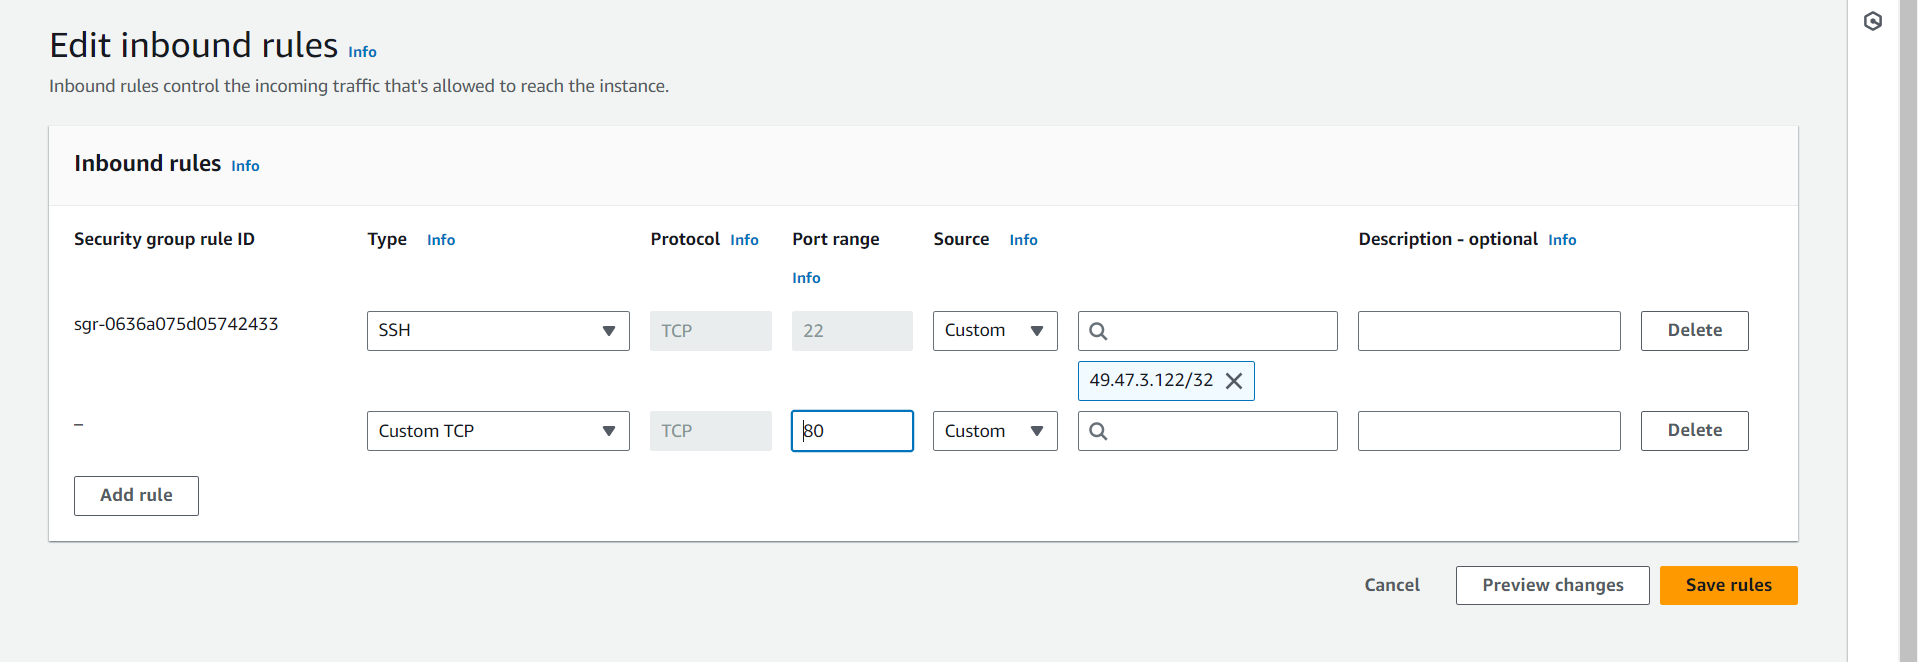 Edit inbound rules Info
Inbound rules control the incoming traffic that's allowed to reach the instance.
Inbound rules Info
Security group rule ID Type Info Protocol Info Port range Source Info Description - optional Info
Info
sgr-0636a075d05742433 SSH TCP 22 Custom Delete
49.47.3.122/32
– Custom TCP TCP 80 Custom Delete
Add rule
Cancel Preview changes Save rules